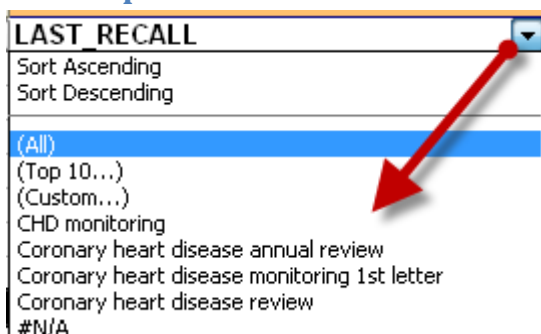 LAST_RECALL
Sort Ascending
Sort Descending
(All)
(Top 10...)
(Custom...)
CHD monitoring
Coronary heart disease annual review
Coronary heart disease monitoring 1st letter
Coronary heart disease review
#N/A